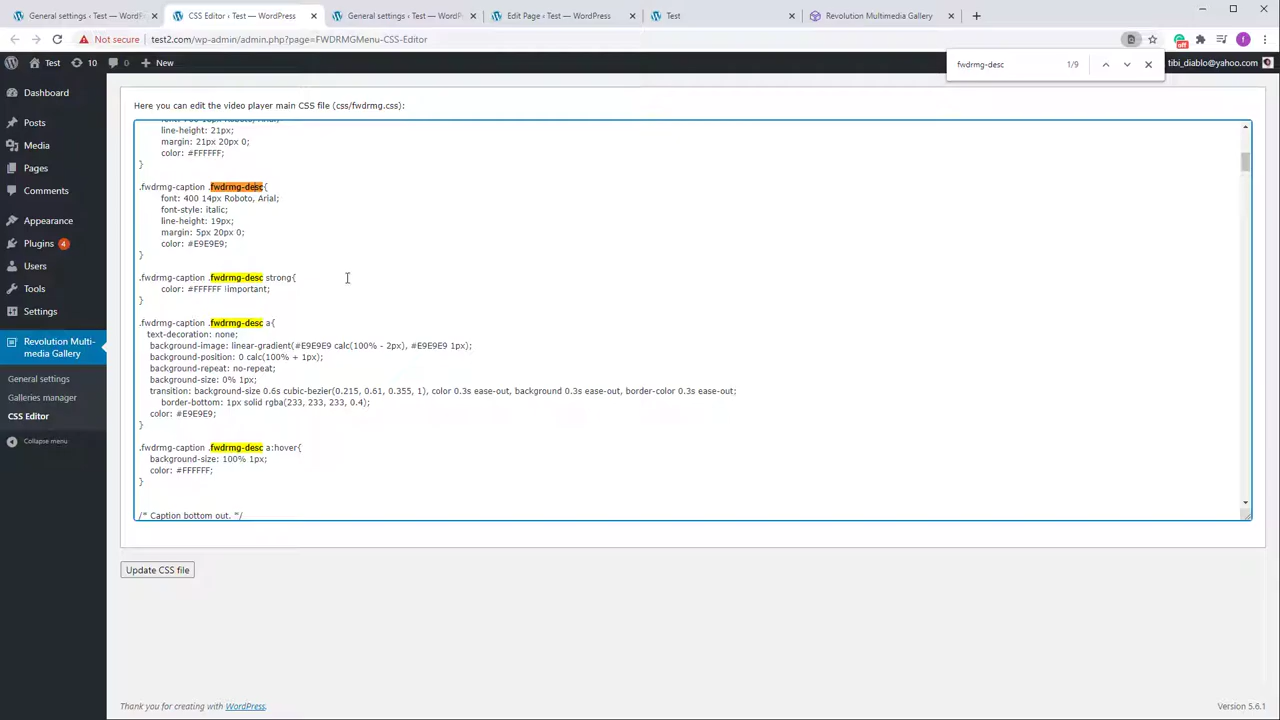 General settings ‹ Test — WordPress
CSS Editor ‹ Test — WordPress
General settings ‹ Test — WordP
Edit Page ‹ Test — WordPress
Test
Revolution Multimedia Gallery
Not secure
test2.com/wp-admin/admin.php?page=FWDRMGMenu-CSS-Editor
off
f
Test
10
0
New
fwdrmg-desc
1/9
tibi_diablo@yahoo.com
Dashboard
Posts
Media
Pages
Comments
Appearance
Plugins 4
Users
Tools
Settings
Revolution Multi-
media Gallery
General settings
Galleries manager
CSS Editor
Collapse menu
Here you can edit the video player main CSS file (css/fwdrmg.css):
line-height: 21px;
margin: 21px 20px 0;
color: #FFFFFF;
}
.fwdrmg-caption .fwdrmg-desc{
font: 400 14px Roboto, Arial;
font-style: italic;
line-height: 19px;
margin: 5px 20px 0;
color: #E9E9E9;
}
.fwdrmg-caption .fwdrmg-desc strong{
color: #FFFFFF !important;
}
.fwdrmg-caption .fwdrmg-desc a{
text-decoration: none;
background-image: linear-gradient(#E9E9E9 calc(100% - 2px), #E9E9E9 1px);
background-position: 0 calc(100% + 1px);
background-repeat: no-repeat;
background-size: 0% 1px;
transition: background-size 0.6s cubic-bezier(0.215, 0.61, 0.355, 1), color 0.3s ease-out, background 0.3s ease-out, border-color 0.3s ease-out;
border-bottom: 1px solid rgba(233, 233, 233, 0.4);
color: #E9E9E9;
}
.fwdrmg-caption .fwdrmg-desc a:hover{
background-size: 100% 1px;
color: #FFFFFF;
}
/* Caption bottom out. */
Update CSS file
Thank you for creating with WordPress.
Version 5.6.1